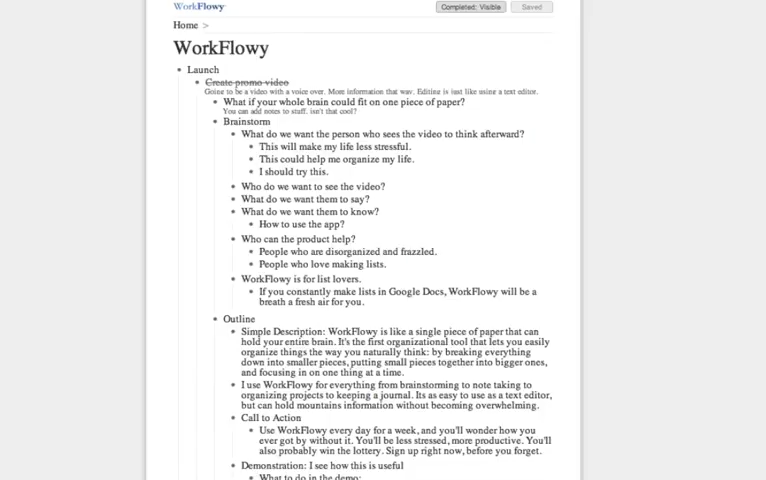 WorkFlowy
Completed: Visible
Saved
Home >
WorkFlowy
Launch
Create promo video
Going to be a video with a voice over. More information that way. Editing is just like using a text editor.
What if your whole brain could fit on one piece of paper?
You can add notes to stuff. isn't that cool?
Brainstorm
What do we want the person who sees the video to think afterward?
This will make my life less stressful.
This could help me organize my life.
I should try this.
Who do we want to see the video?
What do we want them to say?
What do we want them to know?
How to use the app?
Who can the product help?
People who are disorganized and frazzled.
People who love making lists.
WorkFlowy is for list lovers.
If you constantly make lists in Google Docs, WorkFlowy will be a
breath a fresh air for you.
Outline
Simple Description: WorkFlowy is like a single piece of paper that can
hold your entire brain. It's the first organizational tool that lets you easily
organize things the way you naturally think: by breaking everything
down into smaller pieces, putting small pieces together into bigger ones,
and focusing in on one thing at a time.
I use WorkFlowy for everything from brainstorming to note taking to
organizing projects to keeping a journal. Its as easy to use as a text editor,
but can hold mountains information without becoming overwhelming.
Call to Action
Use WorkFlowy every day for a week, and you'll wonder how you
ever got by without it. You'll be less stressed, more productive. You'll
also probably win the lottery. Sign up right now, before you forget.
Demonstration: I see how this is useful
What to do in the demo: